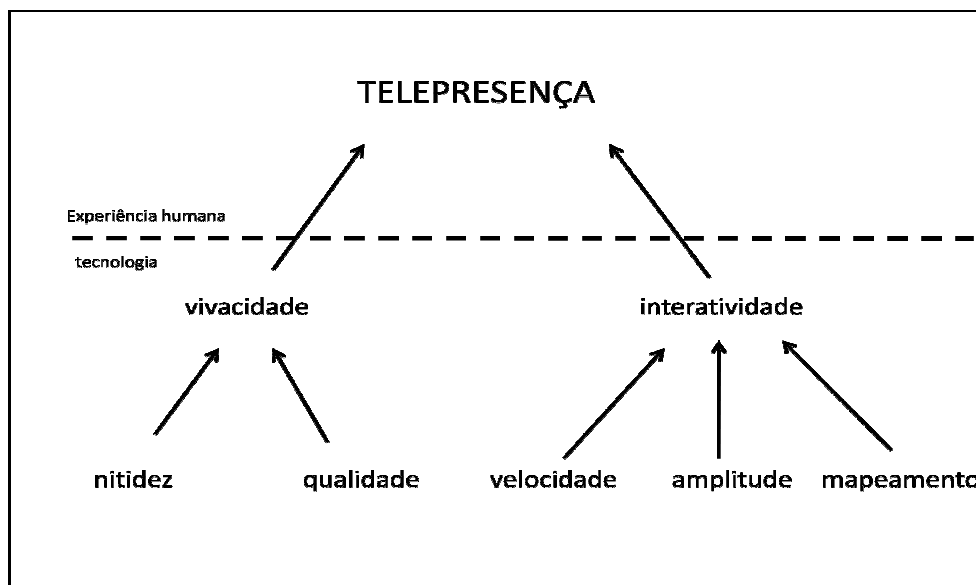 TELEPRESENÇA
Experiência humana
tecnologia
vivacidade interatividade
nitidez qualidade velocidade amplitude mapeamento